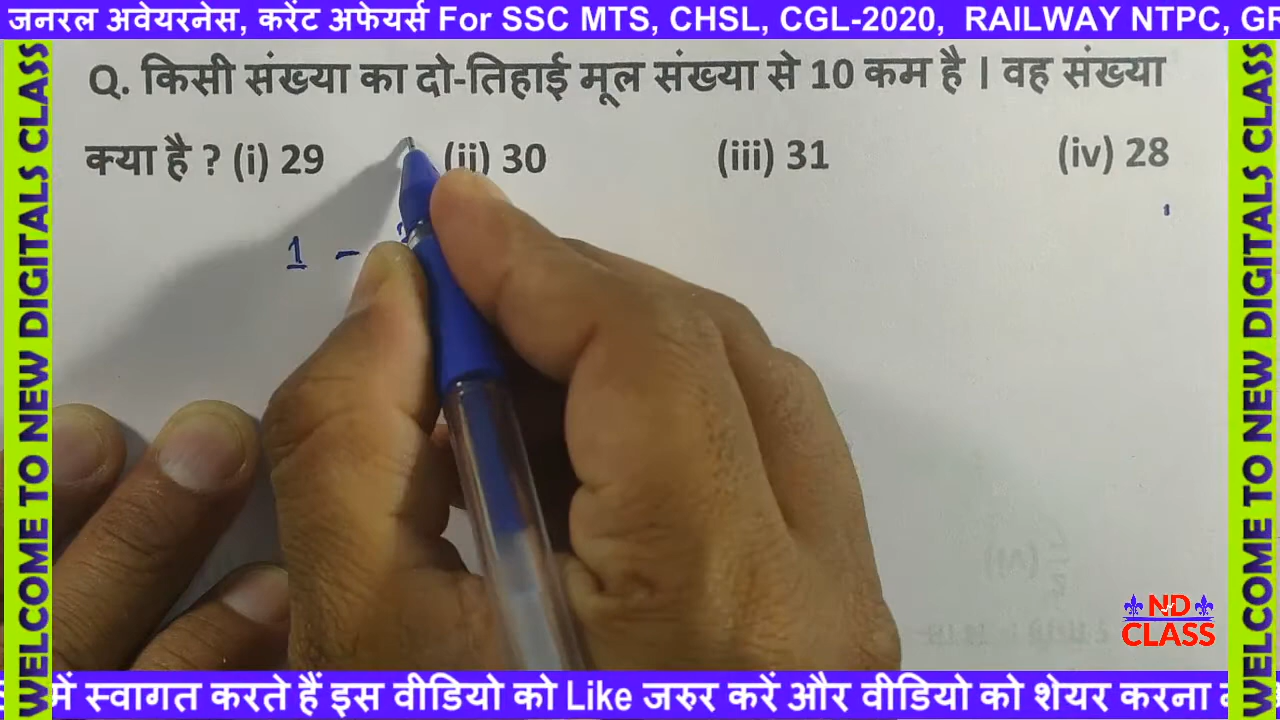 जनरल अवेयरनेस, करेंट अफेयर्स For SSC MTS, CHSL, CGL-2020, RAILWAY NTPC,
WELCOME TO NEW DIGITALS CLASS
Q. किसी संख्या का दो-तिहाई मूल संख्या से 10 कम है । वह संख्या
क्या है ? (i) 29 (ii) 30 (iii) 31 (iv) 28
1 -
ND
CLASS
WELCOME TO NEW DIGITALS CLASS
में स्वागत करते हैं इस वीडियो को Like जरुर करें और वीडियो को शेयर करना